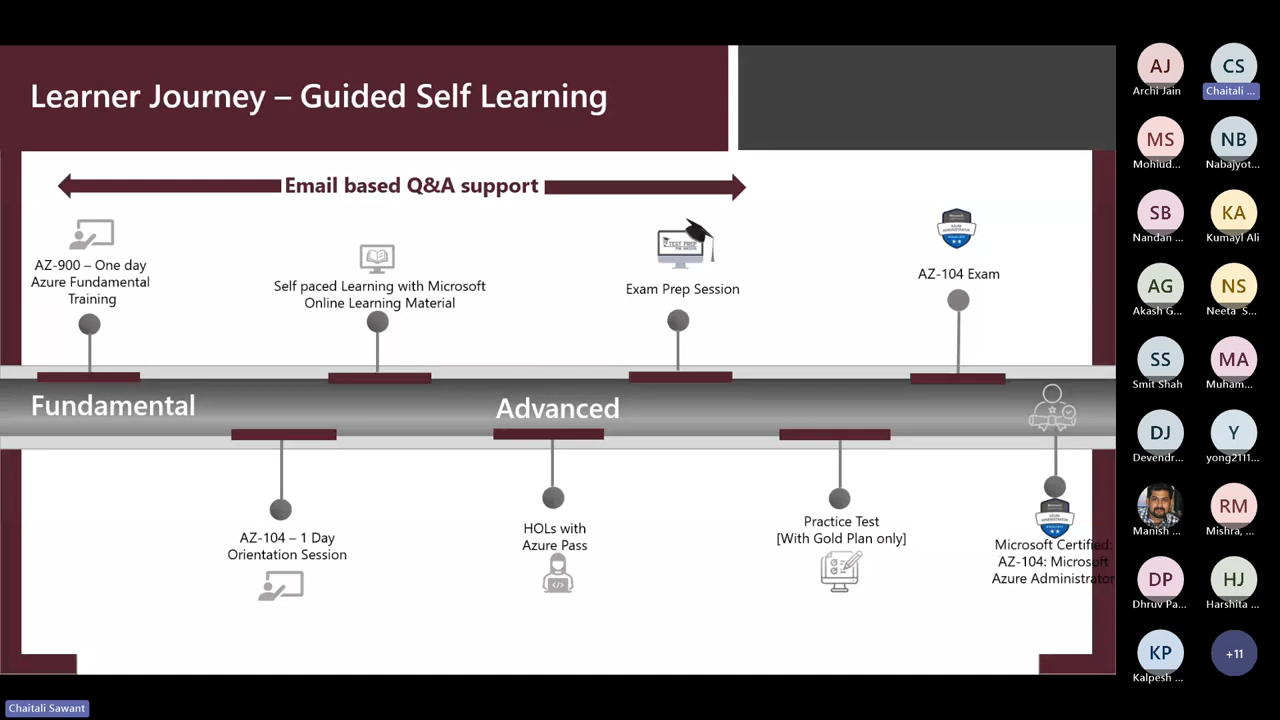 Learner Journey – Guided Self Learning
Email based Q&A support
AZ-900 – One day
Azure Fundamental
Training
Self paced Learning with Microsoft
Online Learning Material
TEST PREP
Exam Prep Session
AZ-104 Exam
Fundamental
Advanced
AZ-104 – 1 Day
Orientation Session
HOLs with
Azure Pass
Practice Test
[With Gold Plan only]
Microsoft Certified:
AZ-104: Microsoft
Azure Administrator
AJ
Archi Jain
CS
Chaitali ...
MS
Mohiud...
NB
Nabajyot...
SB
Nandan ...
KA
Kumayl Ali
AG
Akash G...
NS
Neeta S...
SS
Smit Shah
MA
Muham...
DJ
Devendr...
Y
yong2111...
Manish ...
RM
Mishra, ...
DP
Dhruv Pa...
HJ
Harshita ...
KP
Kalpesh ...
+11
Chaitali Sawant